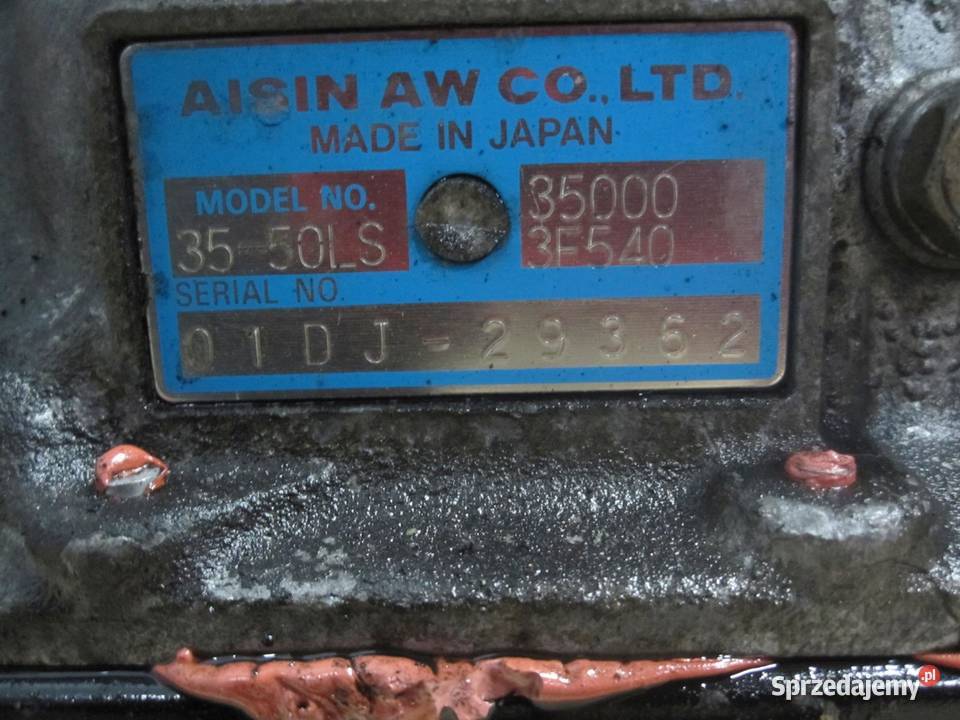 AISIN AW CO., LTD.
MADE IN JAPAN
MODEL NO.
35-50LS
35000
3F540
SERIAL NO.
01DJ-29362
Sprzedajemy.pl